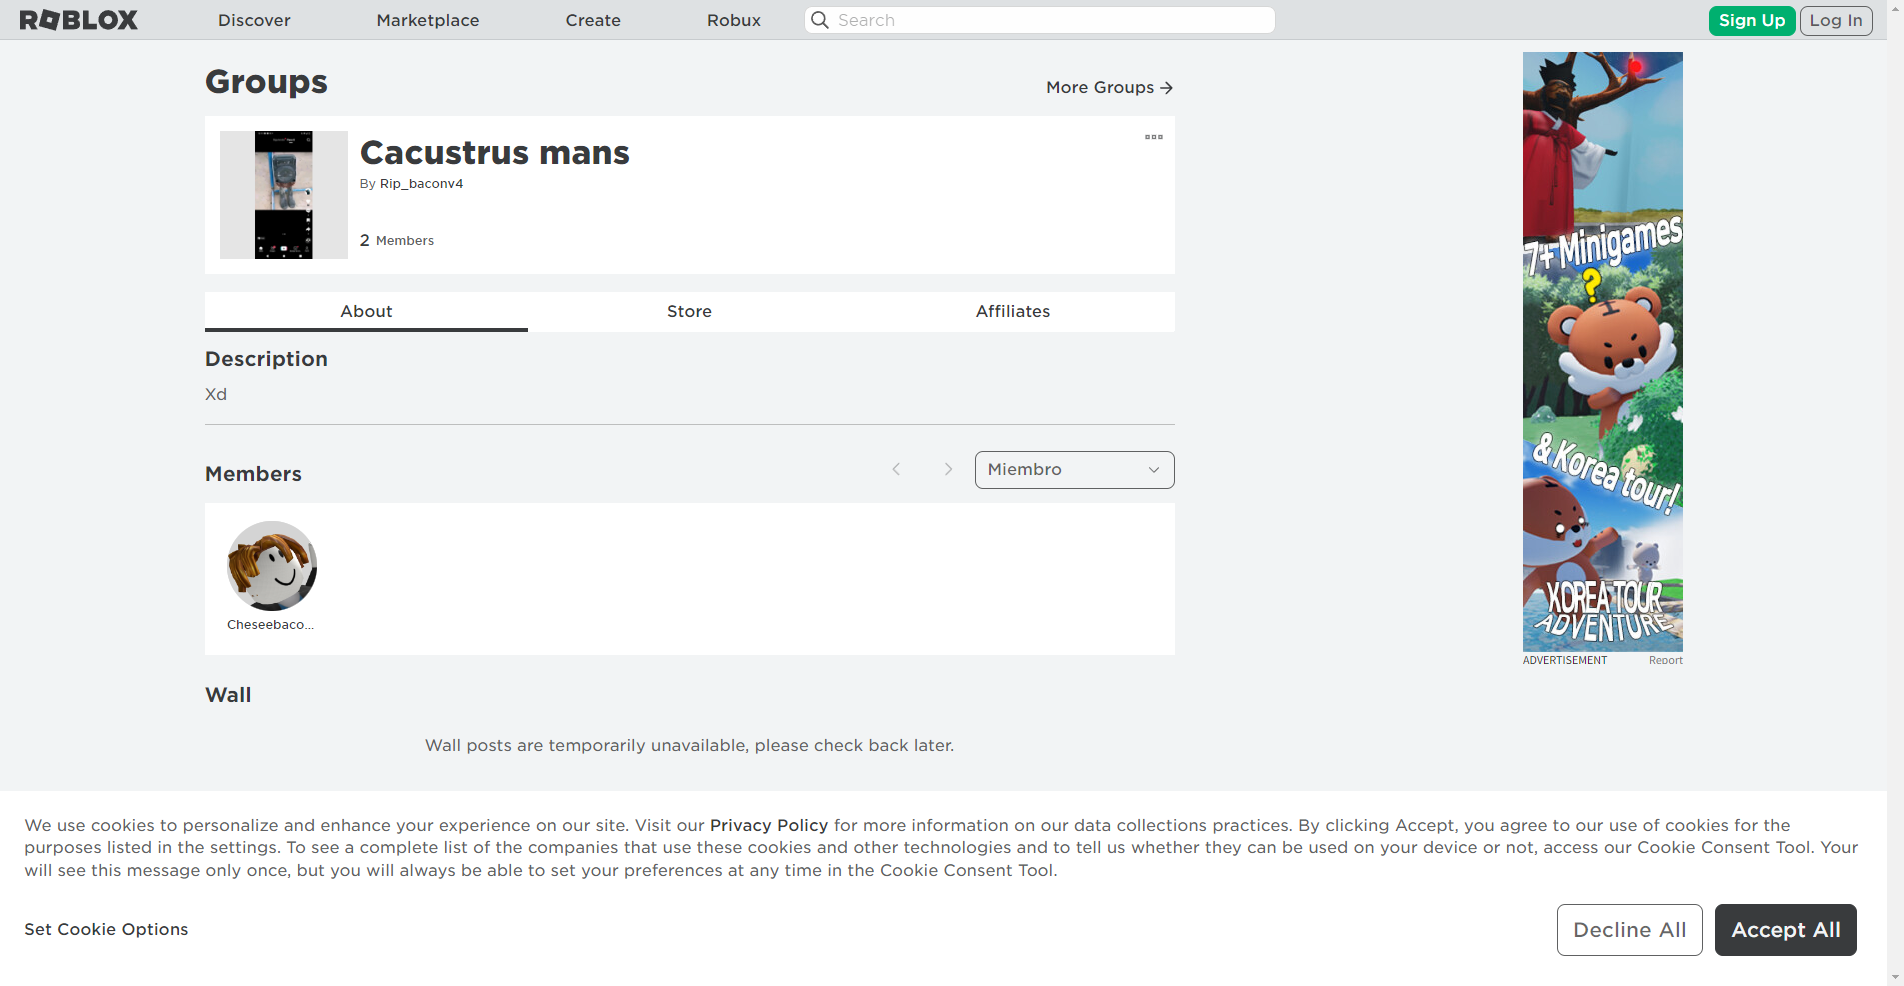 ROBLOX Discover Marketplace Create Robux Search Sign Up Log In
Groups
More Groups
Cacustrus mans
By Rip_baconv4
2 Members
About Store Affiliates
Description
Xd
Members
Miembro
Cheseebaco...
Wall
Wall posts are temporarily unavailable, please check back later.
7+ Minigames
?
& Korea tour!
KOREA TOUR
ADVENTURE
ADVERTISEMENT Report
We use cookies to personalize and enhance your experience on our site. Visit our Privacy Policy for more information on our data collections practices. By clicking Accept, you agree to our use of cookies for the
purposes listed in the settings. To see a complete list of the companies that use these cookies and other technologies and to tell us whether they can be used on your device or not, access our Cookie Consent Tool. Your
will see this message only once, but you will always be able to set your preferences at any time in the Cookie Consent Tool.
Set Cookie Options
Decline All Accept All